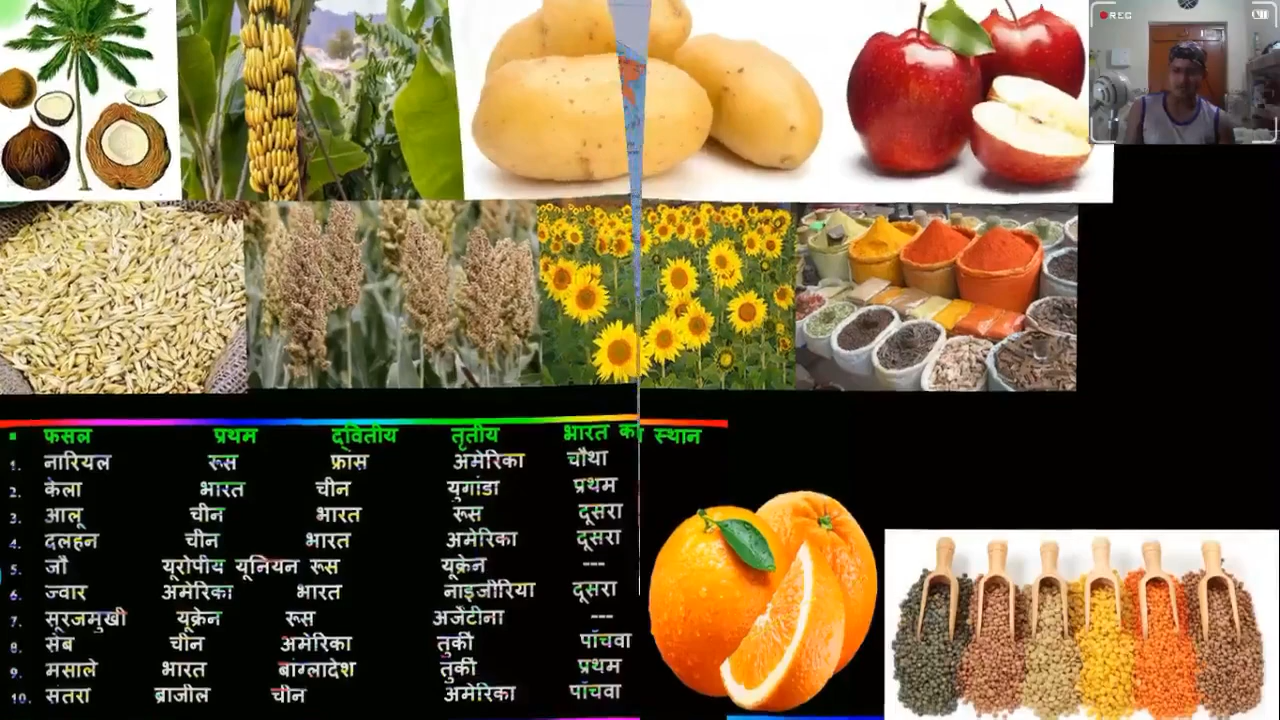 REC
▪ फसल प्रथम द्वितीय तृतीय भारत का स्थान
1. नारियल रूस फ्रास अमेरिका चौथा
2. केला भारत चीन युगांडा प्रथम
3. आलू चीन भारत रूस दूसरा
4. दलहन चीन भारत अमेरिका दूसरा
5. जौ यूरोपीय यूनियन रूस यूक्रेन ---
6. ज्वार अमेरिका भारत नाइजीरिया दूसरा
7. सूरजमुखी यूक्रेन रूस अर्जेंटीना ---
8. सेब चीन अमेरिका तुर्की पॉचवा
9. मसाले भारत बांग्लादेश तुर्की प्रथम
10. संतरा ब्राजील चीन अमेरिका पॉचवा